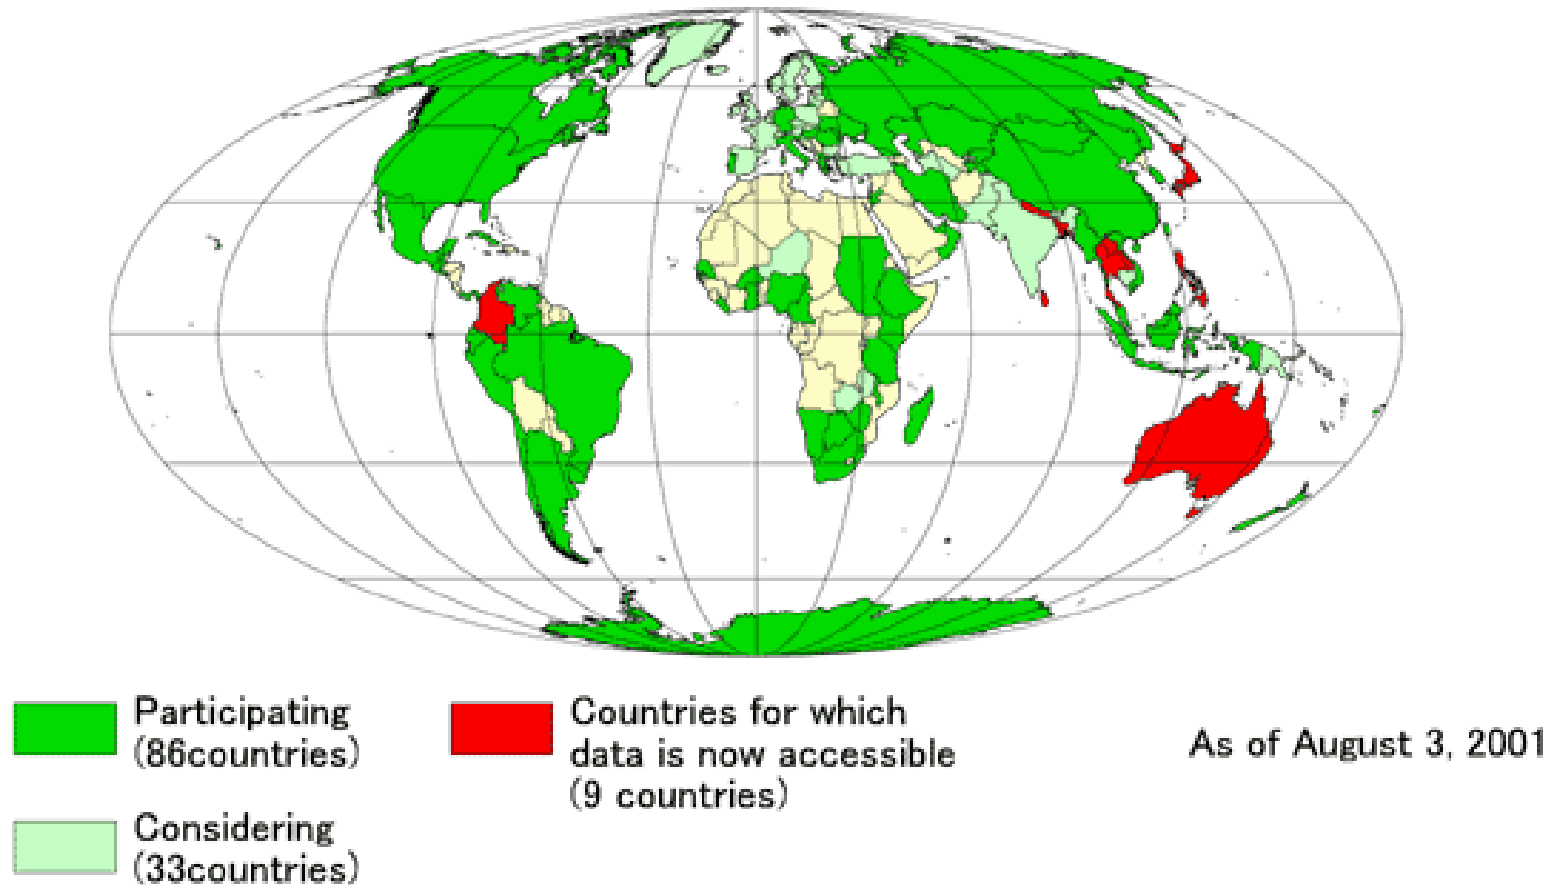 Participating
(86countries)
Countries for which
data is now accessible
(9 countries)
As of August 3, 2001
Considering
(33countries)